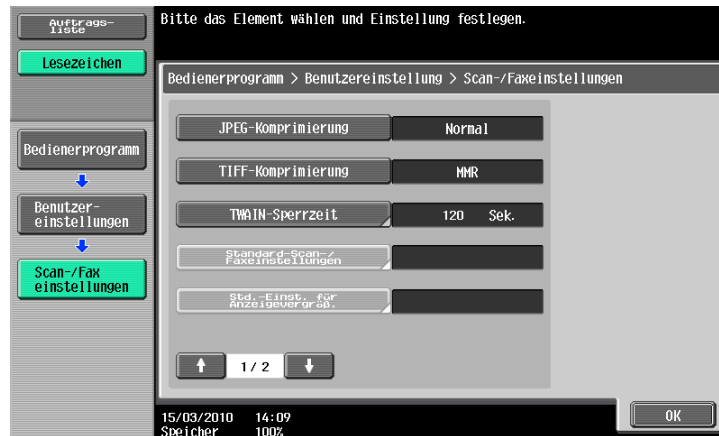 Auftrags-
liste
Bitte das Element wählen und Einstellung festlegen.
Lesezeichen
Bedienerprogramm > Benutzereinstellung > Scan-/Faxeinstellungen
JPEG-Komprimierung Normal
Bedienerprogramm
TIFF-Komprimierung MMR
Benutzer-
einstellungen
TWAIN-Sperrzeit 120 Sek.
Standard-Scan-/
Faxeinstellungen
Scan-/Fax
einstellungen
Std.-Einst. für
Anzeigevergröß.
1/2
OK
15/03/2010 14:09
Speicher 100%